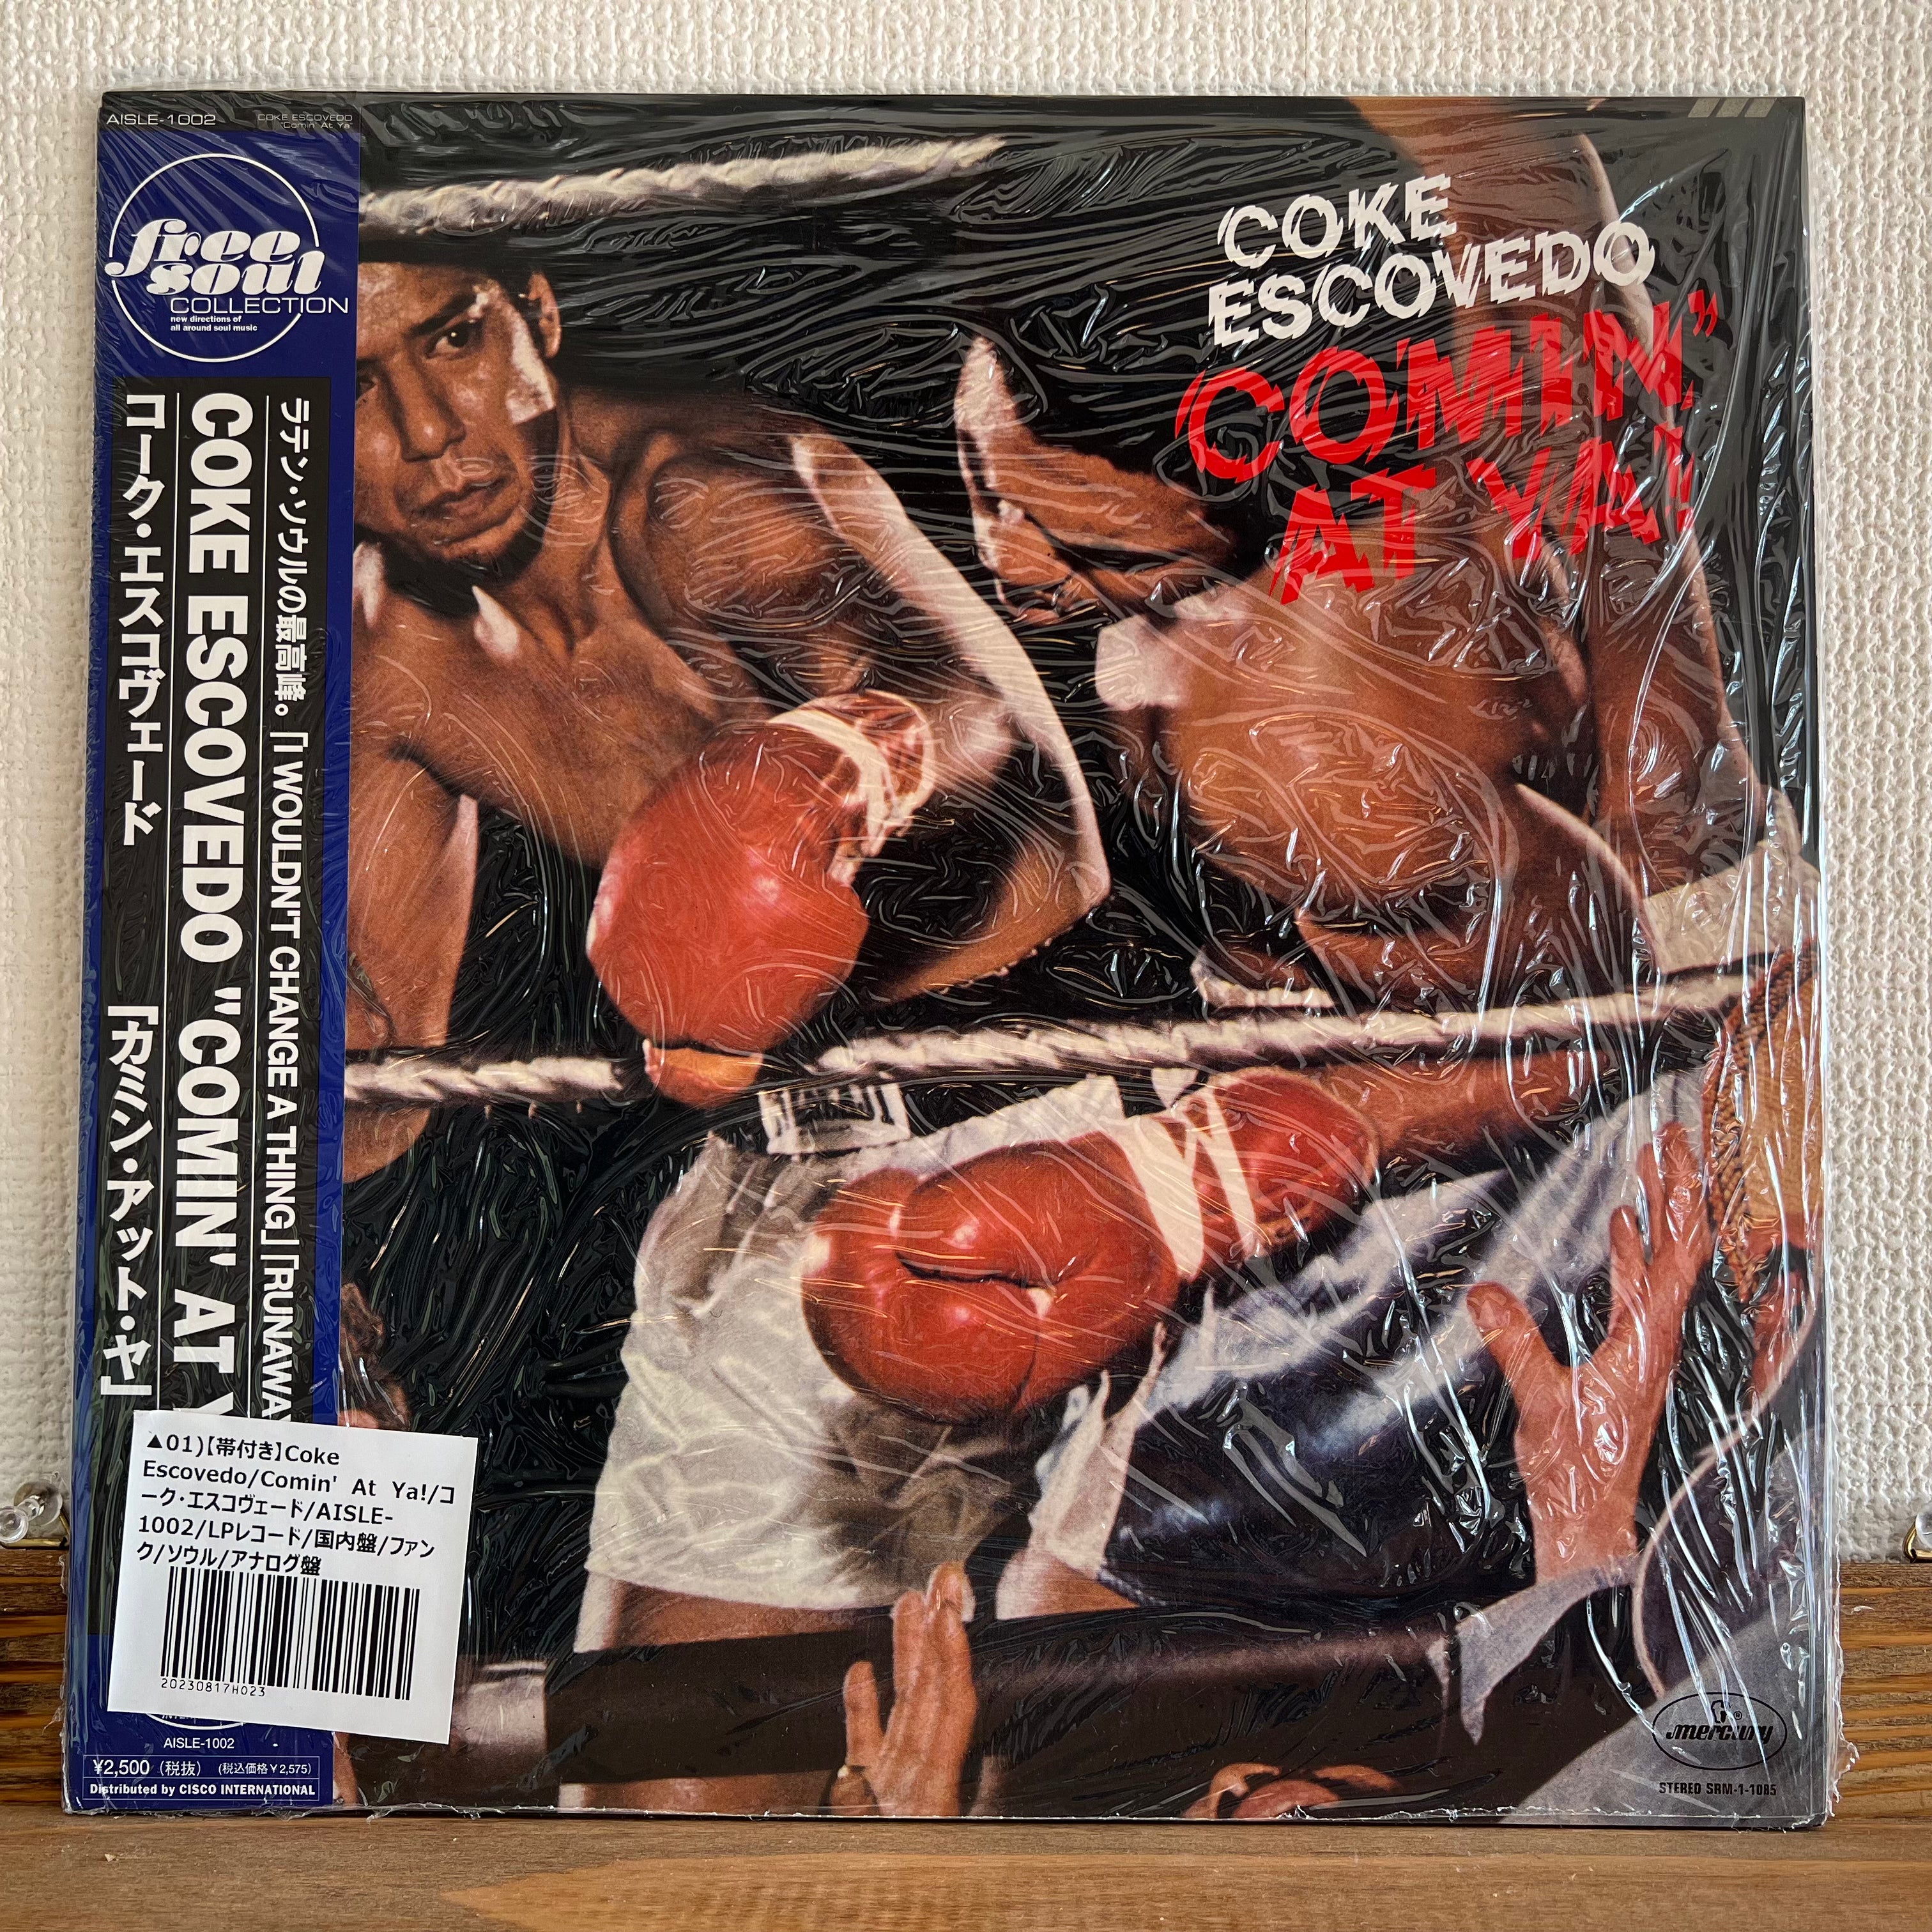 AISLE-1002
COKE ESCOVEDO
"Comin' At Ya"
free
soul
COLLECTION
new directions of
all around soul music
ラテン・ソウルの最高峰。「I WOULDN'T CHANGE A THING」「RUNAWAY
COKE ESCOVEDO "COMIN' AT
コーク・エスコヴェード 「カミン・アット・ヤ」
COKE
ESCOVEDO
"COMIN'
AT YA!"
▲01)【帯付き】Coke
Escovedo/Comin' At Ya!/コ
ーク・エスコヴェード/AISLE-
1002/LPレコード/国内盤/ファン
ク/ソウル/アナログ盤
20230817H023
AISLE-1002
¥2,500（税抜）（税込価格¥2,575）
Distributed by CISCO INTERNATIONAL
mercury
®
STEREO SRM-1-1085